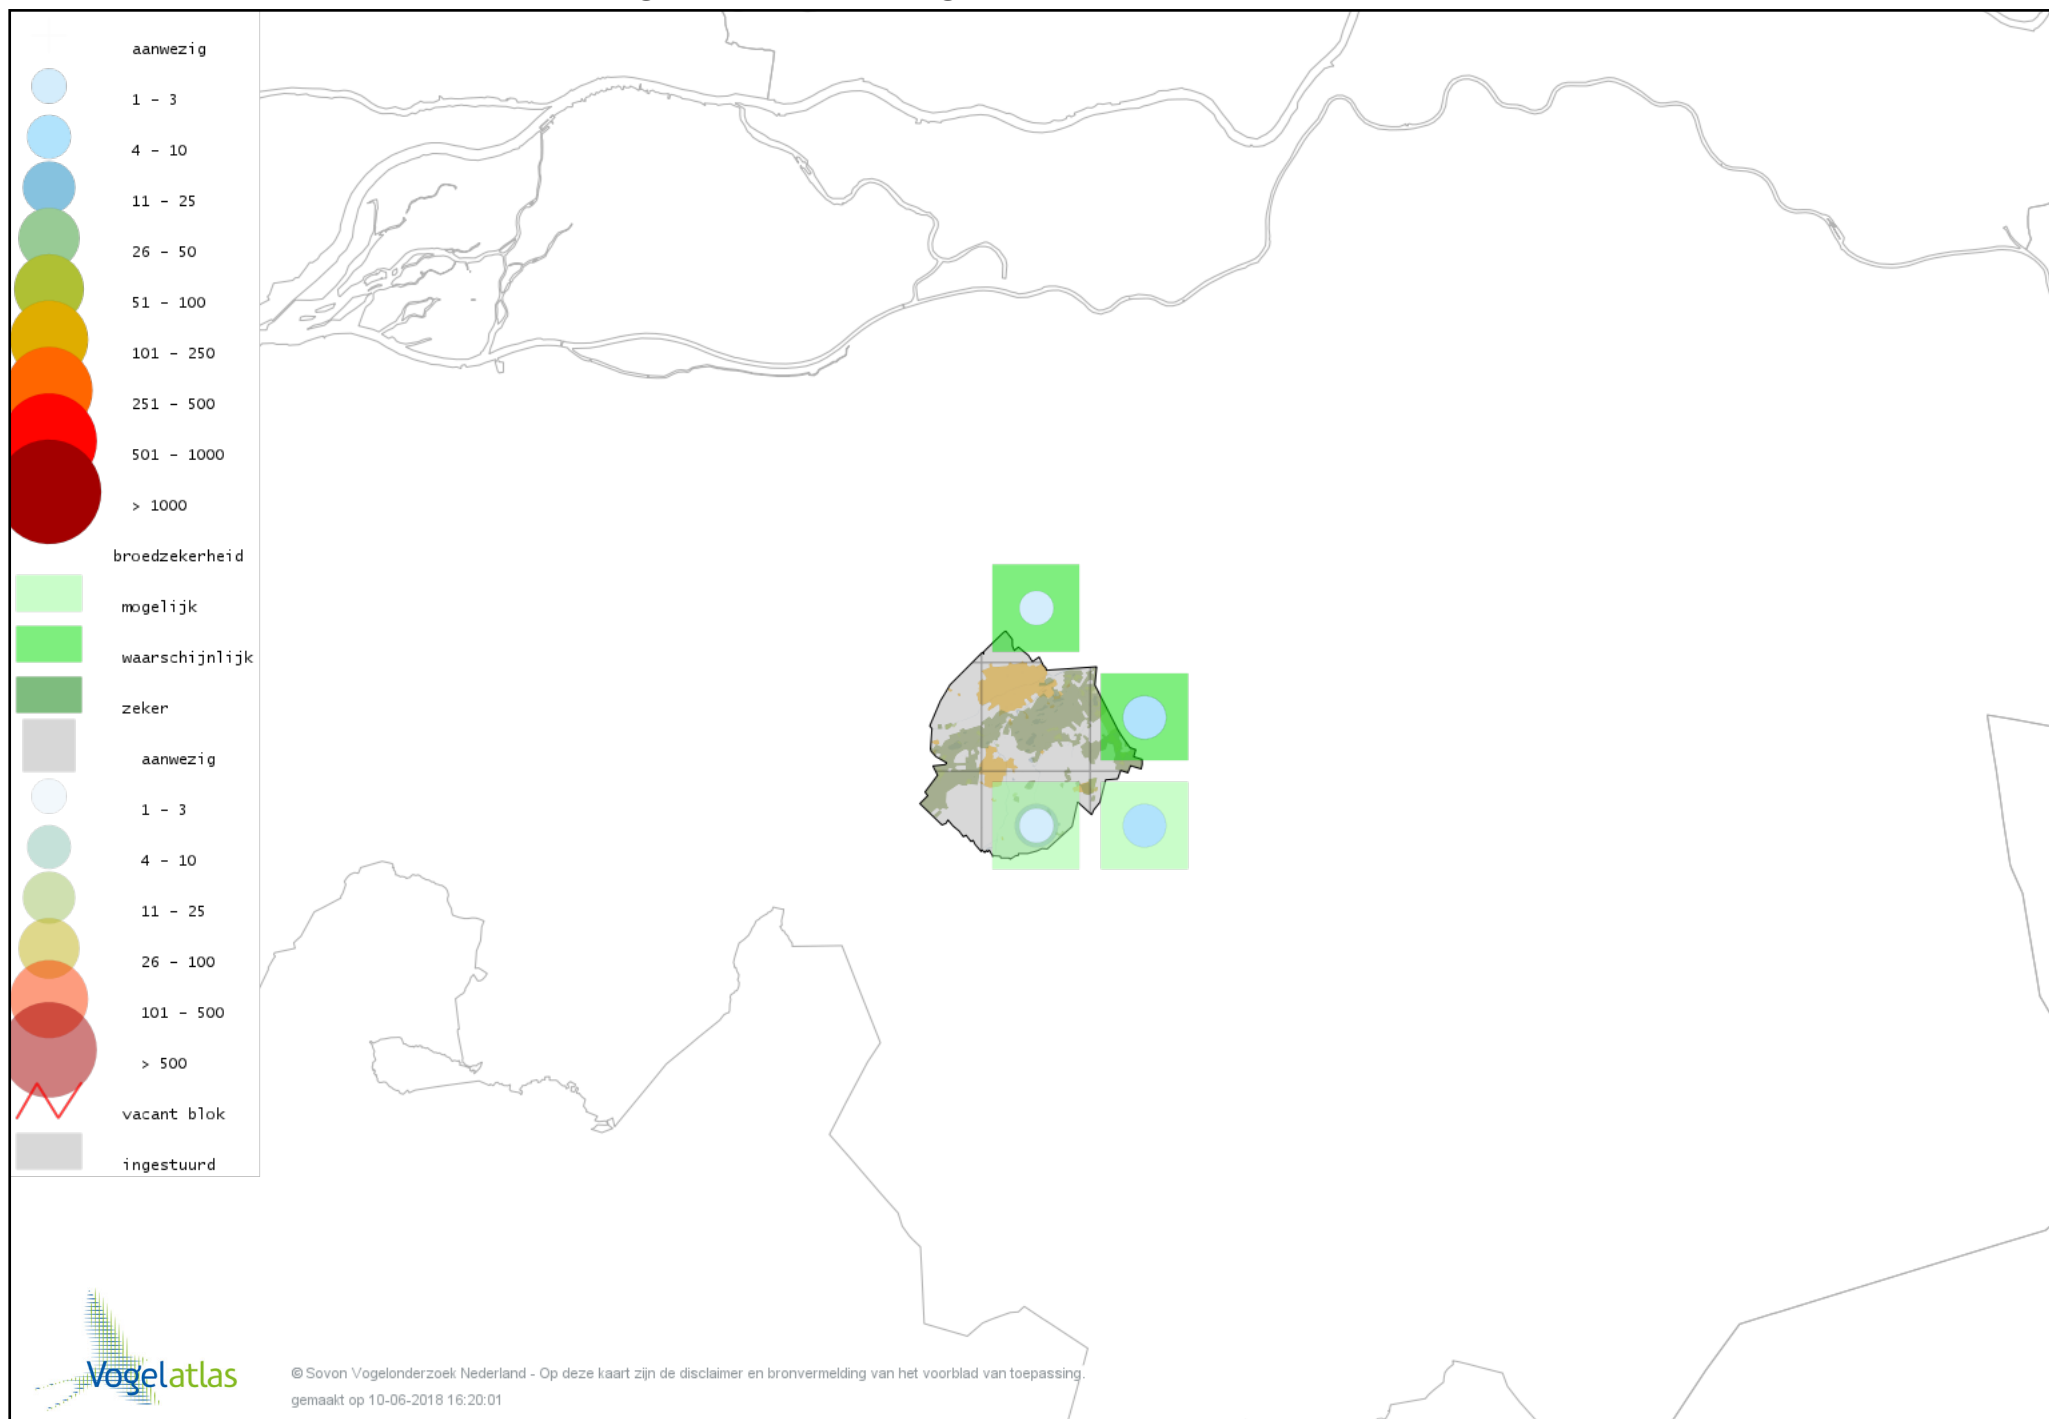 aanwezig
1 - 3
4 - 10
11 - 25
26 - 50
51 - 100
101 - 250
251 - 500
501 - 1000
> 1000
broedzekerheid
mogelijk
waarschijnlijk
zeker
aanwezig
1 - 3
4 - 10
11 - 25
26 - 100
101 - 500
> 500
vacant blok
ingestuurd
Vogelatlas
© Sovon Vogelonderzoek Nederland - Op deze kaart zijn de disclaimer en bronvermelding van het voorblad van toepassing.
gemaakt op 10-06-2018 16:20:01